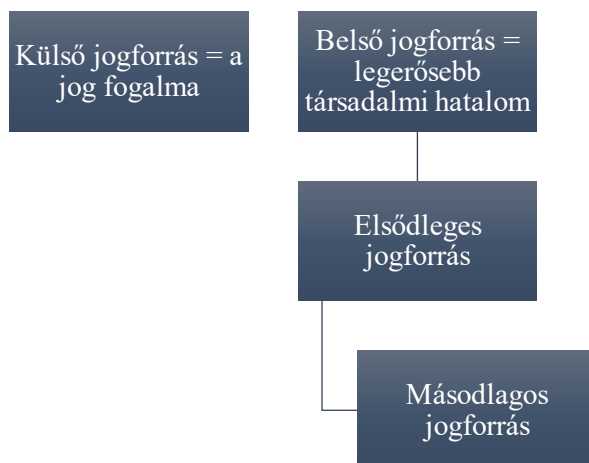 Külső jogforrás = a
jog fogalma
Belső jogforrás =
legerősebb
társadalmi hatalom
Elsődleges
jogforrás
Másodlagos
jogforrás